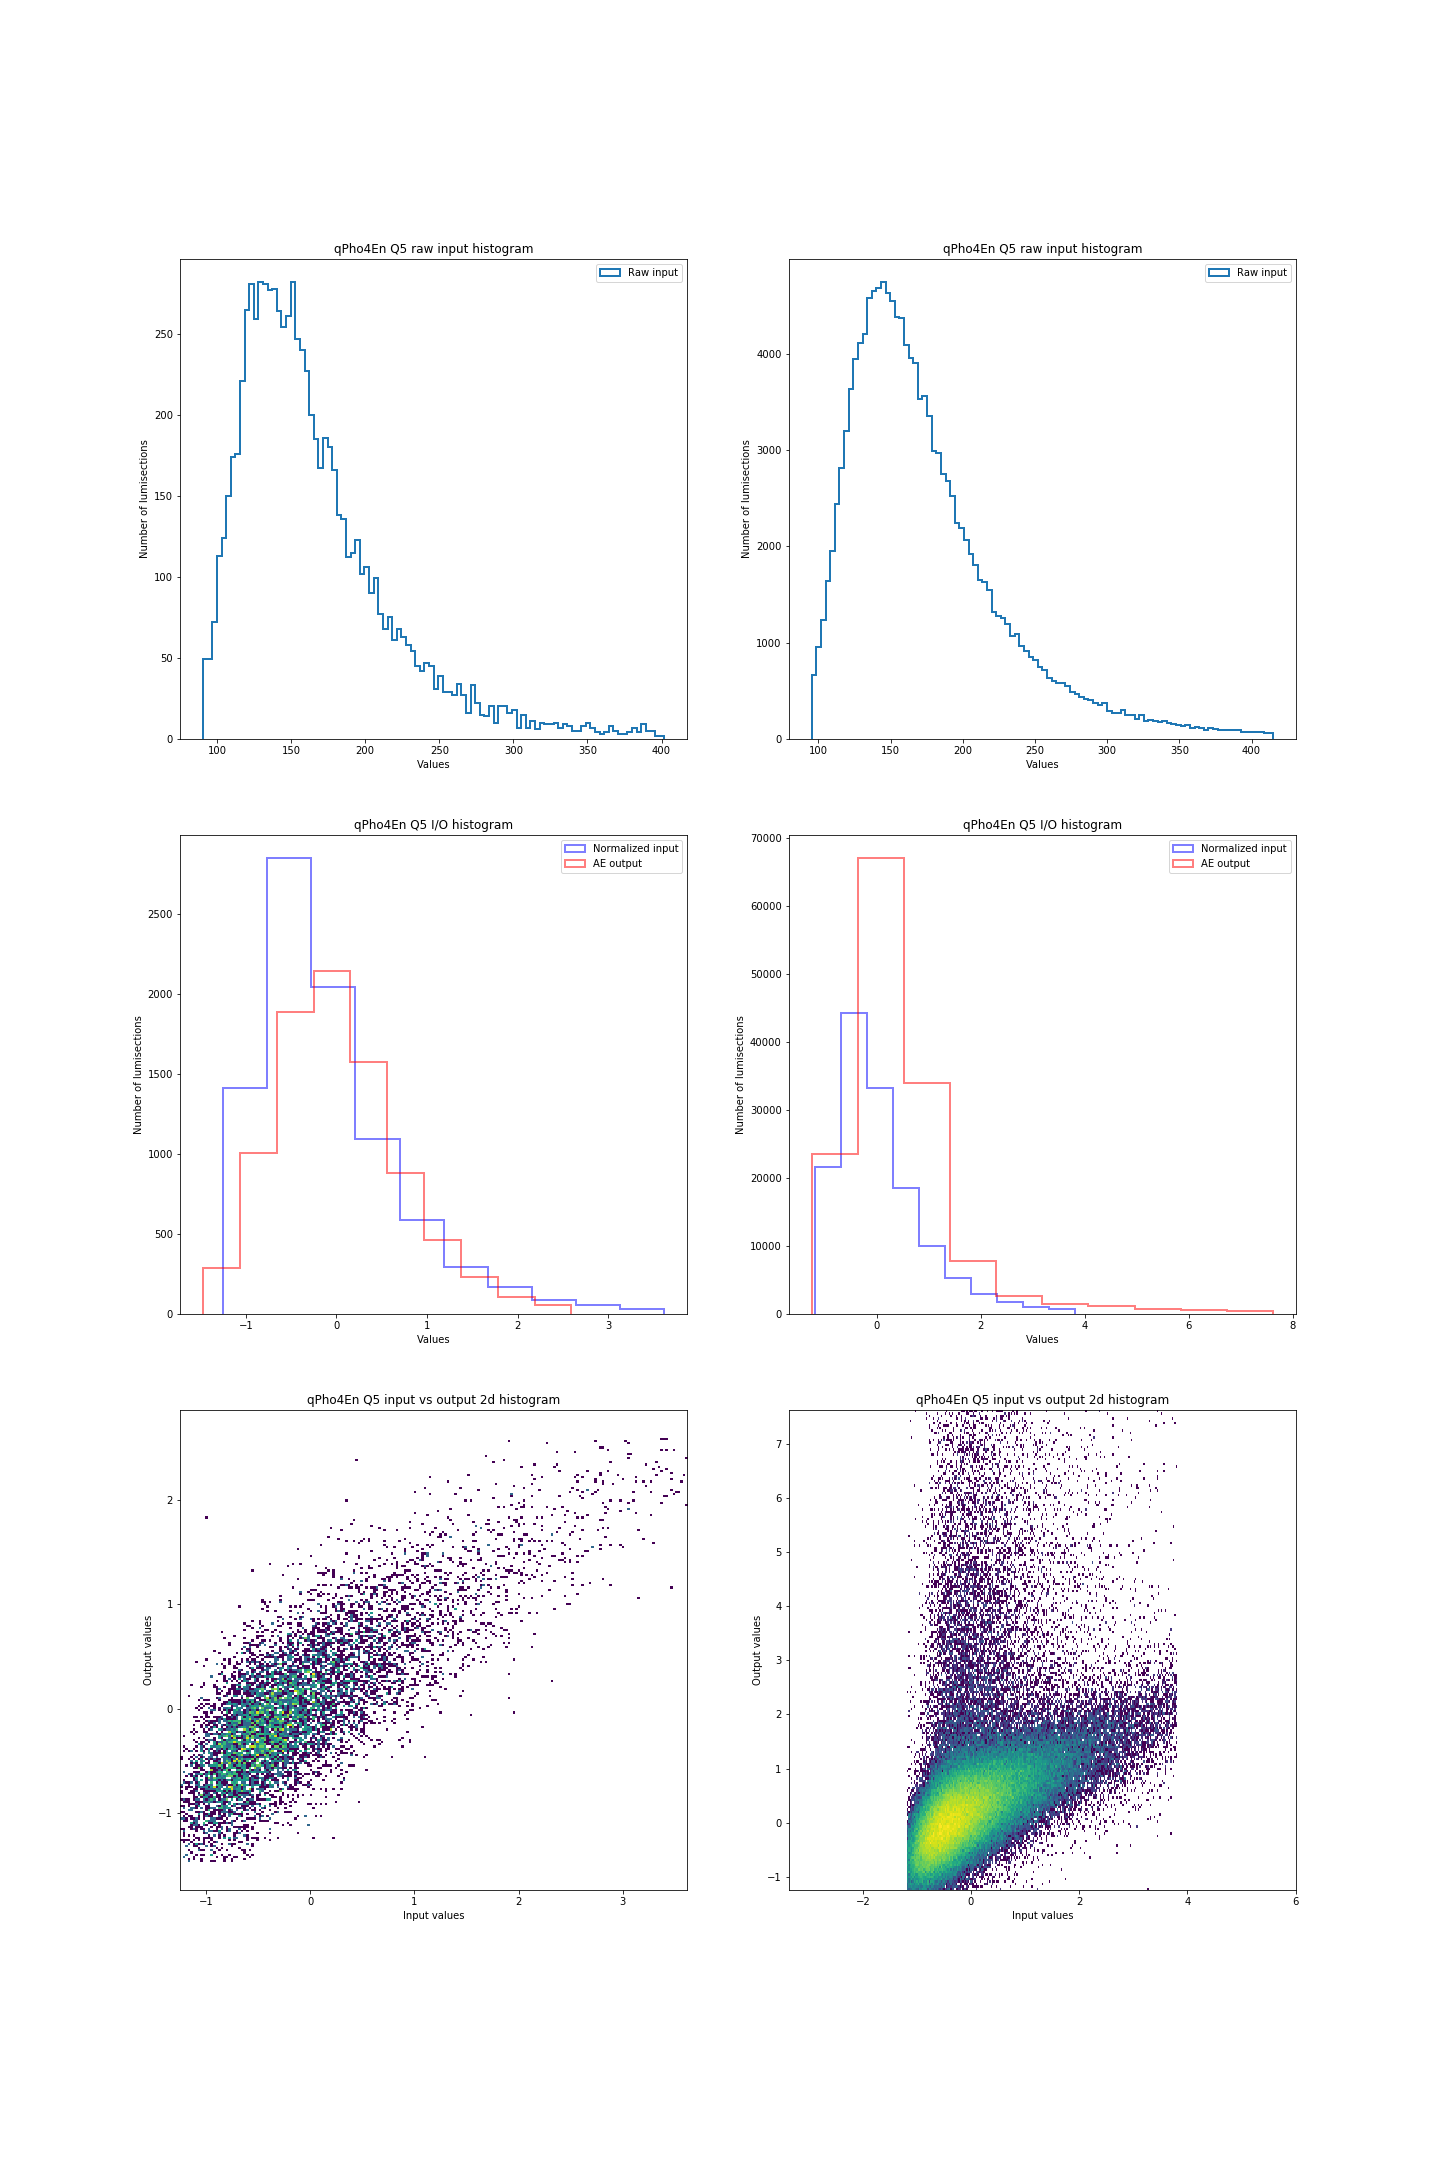 qPho4En Q5 raw input histogram
Raw input
Number of lumisections
250
200
150
100
50
0
100 150 200 250 300 350 400
Values
qPho4En Q5 raw input histogram
Raw input
Number of lumisections
4000
3000
2000
1000
0
100 150 200 250 300 350 400
Values
qPho4En Q5 I/O histogram
Normalized input
AE output
Number of lumisections
2500
2000
1500
1000
500
0
−1 0 1 2 3
Values
qPho4En Q5 I/O histogram
Normalized input
AE output
Number of lumisections
70000
60000
50000
40000
30000
20000
10000
0
0 2 4 6 8
Values
qPho4En Q5 input vs output 2d histogram
Output values
2
1
0
−1
−1 0 1 2 3
Input values
qPho4En Q5 input vs output 2d histogram
Output values
7
6
5
4
3
2
1
0
−1
−2 0 2 4 6
Input values